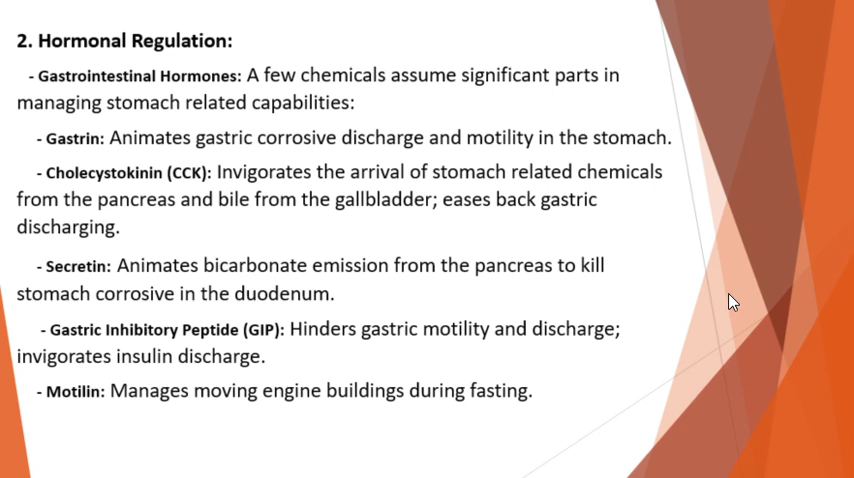 2. Hormonal Regulation:
- Gastrointestinal Hormones: A few chemicals assume significant parts in
managing stomach related capabilities:
- Gastrin: Animates gastric corrosive discharge and motility in the stomach.
- Cholecystokinin (CCK): Invigorates the arrival of stomach related chemicals
from the pancreas and bile from the gallbladder; eases back gastric
discharging.
- Secretin: Animates bicarbonate emission from the pancreas to kill
stomach corrosive in the duodenum.
- Gastric Inhibitory Peptide (GIP): Hinders gastric motility and discharge;
invigorates insulin discharge.
- Motilin: Manages moving engine buildings during fasting.